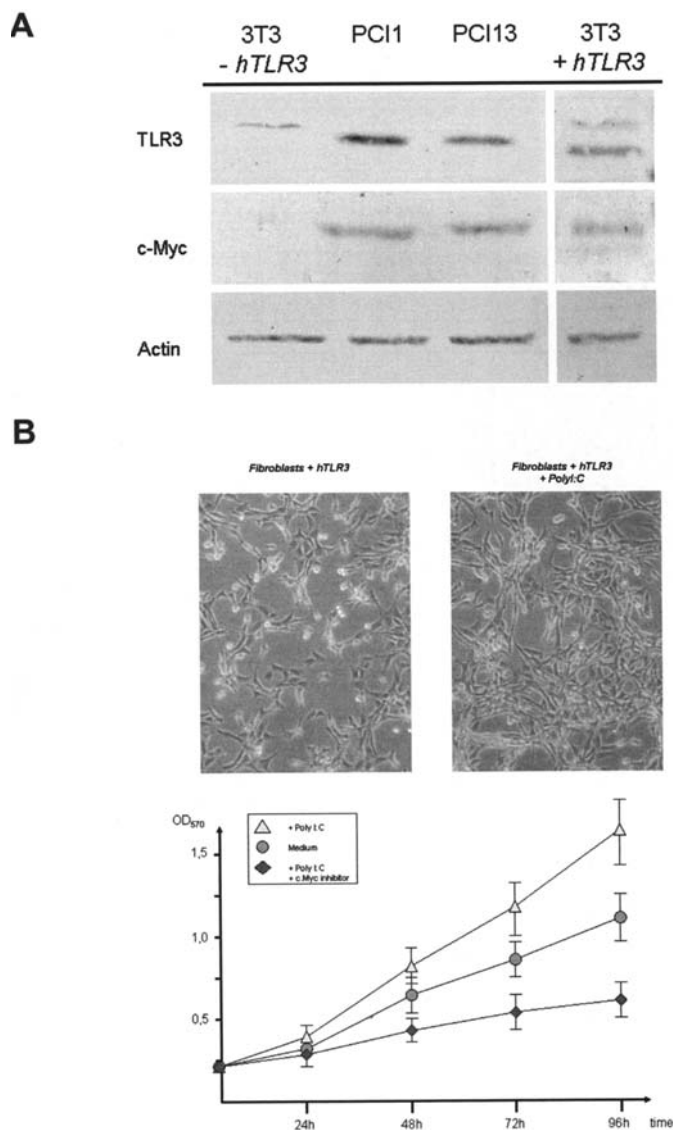 A
3T3 PCI1 PCI13 3T3
- hTLR3 + hTLR3
TLR3
c-Myc
Actin
B
Fibroblasts + hTLR3
Fibroblasts + hTLR3
+ PolyI:C
OD570
+ Poly I:C
Medium
+ Poly I:C
+ c.Myc inhibitor
1,5
1,0
0,5
24h 48h 72h 96h time